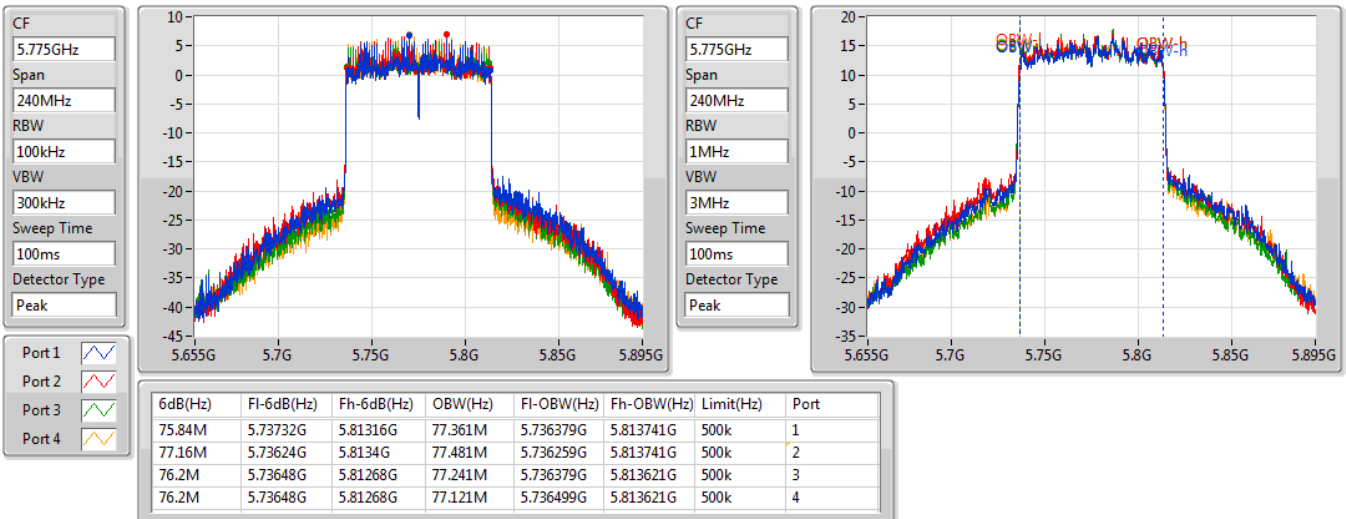 CF
5.775GHz
Span
240MHz
RBW
100kHz
VBW
300kHz
Sweep Time
100ms
Detector Type
Peak
10
5
0
-5
-10
-15
-20
-25
-30
-35
-40
-45
5.655G 5.7G 5.75G 5.8G 5.85G 5.895G
CF
5.775GHz
Span
240MHz
RBW
1MHz
VBW
3MHz
Sweep Time
100ms
Detector Type
Peak
20
15
10
5
0
-5
-10
-15
-20
-25
-30
-35
OBW-l OBW-h
5.655G 5.7G 5.75G 5.8G 5.85G 5.895G
Port 1
Port 2
Port 3
Port 4
6dB(Hz) Fl-6dB(Hz) Fh-6dB(Hz) OBW(Hz) Fl-OBW(Hz) Fh-OBW(Hz) Limit(Hz) Port
75.84M 5.73732G 5.81316G 77.361M 5.736379G 5.813741G 500k 1
77.16M 5.73624G 5.8134G 77.481M 5.736259G 5.813741G 500k 2
76.2M 5.73648G 5.81268G 77.241M 5.736379G 5.813621G 500k 3
76.2M 5.73648G 5.81268G 77.121M 5.736499G 5.813621G 500k 4